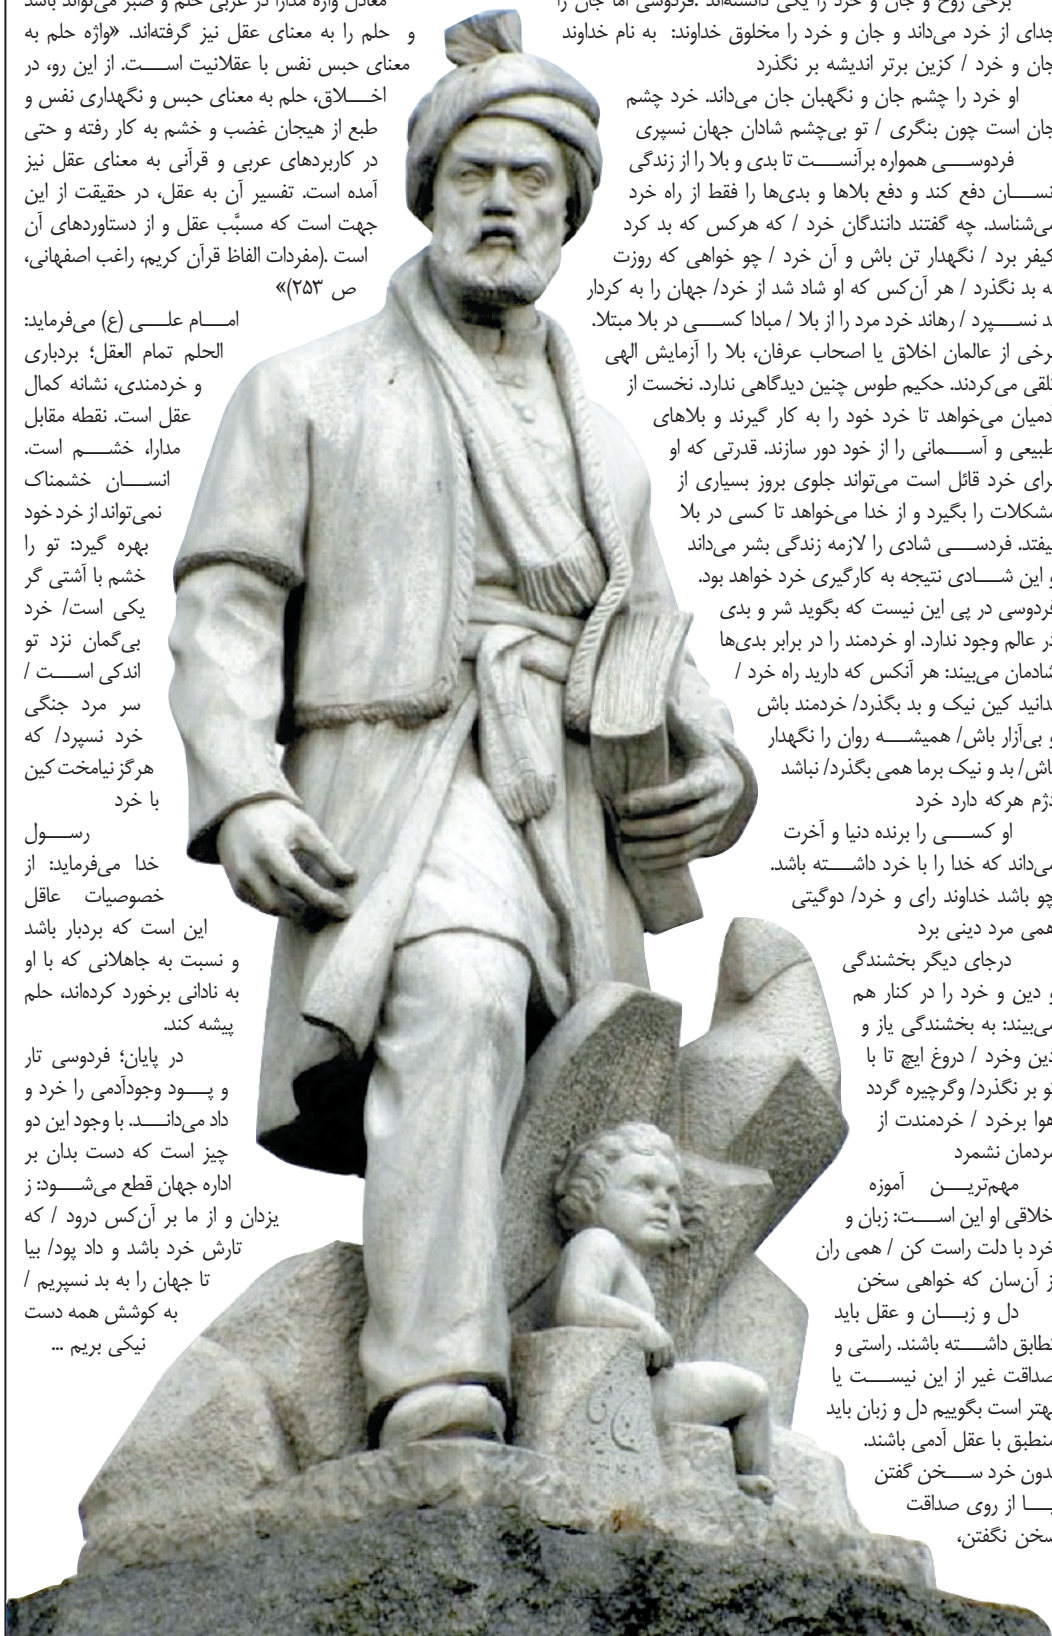 برخی روح و جان و خرد را یکی دانسته‌اند .فردوسی اما جان را
جدای از خرد می‌داند و جان و خرد را مخلوق خداوند: به نام خداوند
جان و خرد / کزین برتر اندیشه بر نگذرد
او خرد را چشم جان و نگهبان جان می‌داند. خرد چشم
جان است چون بنگری / تو بی‌چشم شادان جهان نسپری
فردوسی همواره برآنست تا بدی و بلا را از زندگی
انسان دفع کند و دفع بلاها و بدی‌ها را فقط از راه خرد
می‌شناسد. چه گفتند دانندگان خرد / که هرکس که بد کرد
کیفر برد / نگهدار تن باش و آن خرد / چو خواهی که روزت
به بد نگذرد / هر آن‌کس که او شاد شد از خرد/ جهان را به کردار
بد نسپرد / رهاند خرد مرد را از بلا / مبادا کسی در بلا مبتلا.
برخی از عالمان اخلاق یا اصحاب عرفان، بلا را آزمایش الهی
تلقی می‌کردند. حکیم طوس چنین دیدگاهی ندارد. نخست از
آدمیان می‌خواهد تا خرد خود را به کار گیرند و بلاهای
طبیعی و آسمانی را از خود دور سازند. قدرتی که او
برای خرد قائل است می‌تواند جلوی بروز بسیاری از
مشکلات را بگیرد و از خدا می‌خواهد تا کسی در بلا
نیفتد. فردسی شادی را لازمه زندگی بشر می‌داند
و این شادی نتیجه به کارگیری خرد خواهد بود.
فردوسی در پی این نیست که بگوید شر و بدی
در عالم وجود ندارد. او خردمند را در برابر بدی‌ها
شادمان می‌بیند: هر آنکس که دارید راه خرد /
بدانید کین نیک و بد بگذرد/ خردمند باش
و بی‌آزار باش/ همیشه روان را نگهدار
باش/ بد و نیک برما همی بگذرد/ نباشد
دژم هرکه دارد خرد
او کسی را برنده دنیا و آخرت
می‌داند که خدا را با خرد داشته باشد.
چو باشد خداوند رای و خرد/ دوگیتی
همی مرد دینی برد
درجای دیگر بخشندگی
و دین و خرد را در کنار هم
می‌بیند: به بخشندگی یاز و
دین وخرد / دروغ ایچ تا با
تو بر نگذرد/ وگرچیره گردد
هوا برخرد / خردمندت از
مردمان نشمرد
مهم‌ترین آموزه
اخلاقی او این است: زبان و
خرد با دلت راست کن / همی ران
از آن‌سان که خواهی سخن
دل و زبان و عقل باید
تطابق داشته باشند. راستی و
صداقت غیر از این نیست یا
بهتر است بگوییم دل و زبان باید
منطبق با عقل آدمی باشند.
بدون خرد سخن گفتن
یا از روی صداقت
سخن نگفتن،
معادل واژه مدارا در عربی حلم و صبر می‌تواند باشد
و حلم را به معنای عقل نیز گرفته‌اند. «واژه حلم به
معنای حبس نفس با عقلانیت است. از این رو، در
اخلاق، حلم به معنای حبس و نگهداری نفس و
طبع از هیجان غضب و خشم به کار رفته و حتی
در کاربردهای عربی و قرآنی به معنای عقل نیز
آمده است. تفسیر آن به عقل، در حقیقت از این
جهت است که مسبَّب عقل و از دستاوردهای آن
است .(مفردات الفاظ قرآن کریم، راغب اصفهانی،
ص ۲۵۳)»
امام علی (ع) می‌فرماید:
الحلم تمام العقل؛ بردباری
و خردمندی، نشانه کمال
عقل است. نقطه مقابل
مدارا، خشم است.
انسان خشمناک
نمی‌تواند از خرد خود
بهره گیرد: تو را
خشم با آشتی گر
یکی است/ خرد
بی‌گمان نزد تو
اندکی است /
سر مرد جنگی
خرد نسپرد/ که
هرگز نیامخت کین
با خرد
رسول
خدا می‌فرماید: از
خصوصیات عاقل
این است که بردبار باشد
و نسبت به جاهلانی که با او
به نادانی برخورد کرده‌اند، حلم
پیشه کند.
در پایان؛ فردوسی تار
و پود وجودآدمی را خرد و
داد می‌داند. با وجود این دو
چیز است که دست بدان بر
اداره جهان قطع می‌شود: ز
یزدان و از ما بر آن‌کس درود / که
تارش خرد باشد و داد پود/ بیا
تا جهان را به بد نسپریم /
به کوشش همه دست
نیکی بریم ...